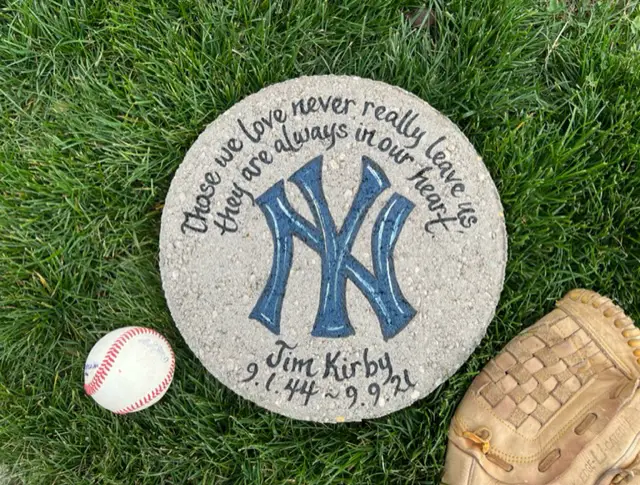 Those we love never really leave us
they are always in our heart
NY
Jim Kirby
9.1.44 ~ 9.9.21